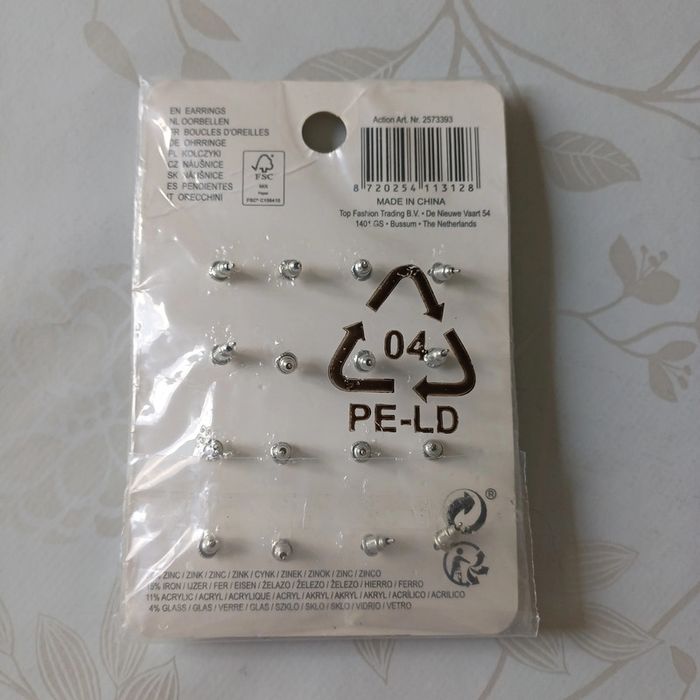 EN EARRINGS
NL OORBELLEN
FR BOUCLES D'OREILLES
DE OHRRINGE
PL KOLCZYKI
CZ NÁUŠNICE
SK NÁUŠNICE
ES PENDIENTES
IT ORECCHINI
FSC
MIX
Paper
Action Art. Nr. 2573393
8 720254 113128
MADE IN CHINA
Top Fashion Trading B.V. • De Nieuwe Vaart 54
1401 GS • Bussum • The Netherlands
04
PE-LD
®
ZINC / ZINK / ZINC / ZINK / CYNK / ZINEK / ZINOK / ZINC / ZINCO
IRON / IJZER / FER / EISEN / ŻELAZO / ŽELEZO / ŽELEZO / HIERRO / FERRO
11% ACRYLIC / ACRYL / ACRYLIQUE / ACRYL / AKRYL / AKRYL / AKRYL / ACRÍLICO / ACRILICO
4% GLASS / GLAS / VERRE / GLAS / SZKŁO / SKLO / SKLO / VIDRIO / VETRO